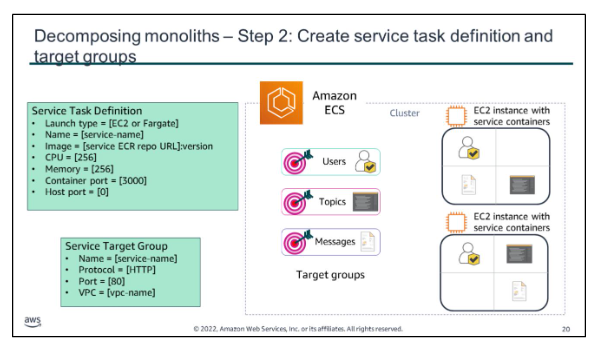 Decomposing monoliths – Step 2: Create service task definition and
target groups
Service Task Definition
• Launch type = [EC2 or Fargate]
• Name = [service-name]
• Image = [service ECR repo URL]:version
• CPU = [256]
• Memory = [256]
• Container port = [3000]
• Host port = [0]
Service Target Group
• Name = [service-name]
• Protocol = [HTTP]
• Port = [80]
• VPC = [vpc-name]
Amazon
ECS
Cluster
Users
Topics
Messages
Target groups
EC2 instance with
service containers
EC2 instance with
service containers
aws
© 2022, Amazon Web Services, Inc. or its affiliates. All rights reserved.
20